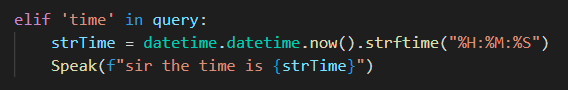 elif 'time' in query:
    strTime = datetime.datetime.now().strftime("%H:%M:%S")
    Speak(f"sir the time is {strTime}")